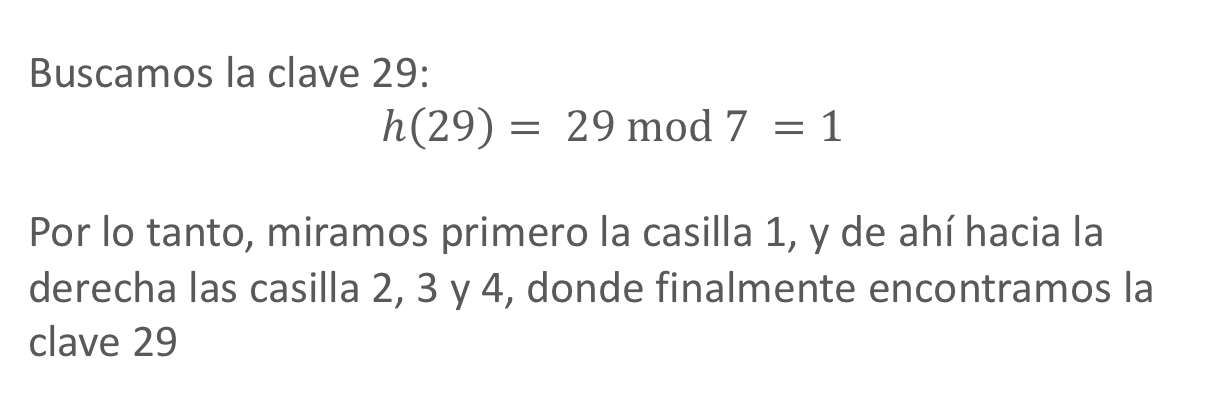 Buscamos la clave 29:
h(29) = 29 mod 7 = 1
Por lo tanto, miramos primero la casilla 1, y de ahí hacia la
derecha las casilla 2, 3 y 4, donde finalmente encontramos la
clave 29